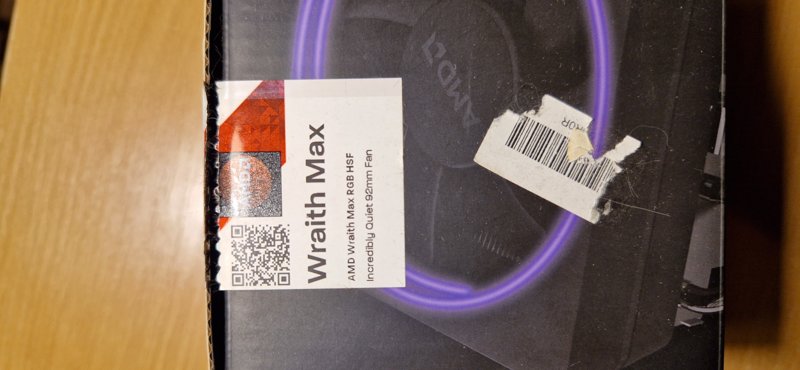 Wraith Max
AMD Wraith Max RGB HSF
Incredibly Quiet 92mm Fan
AMD